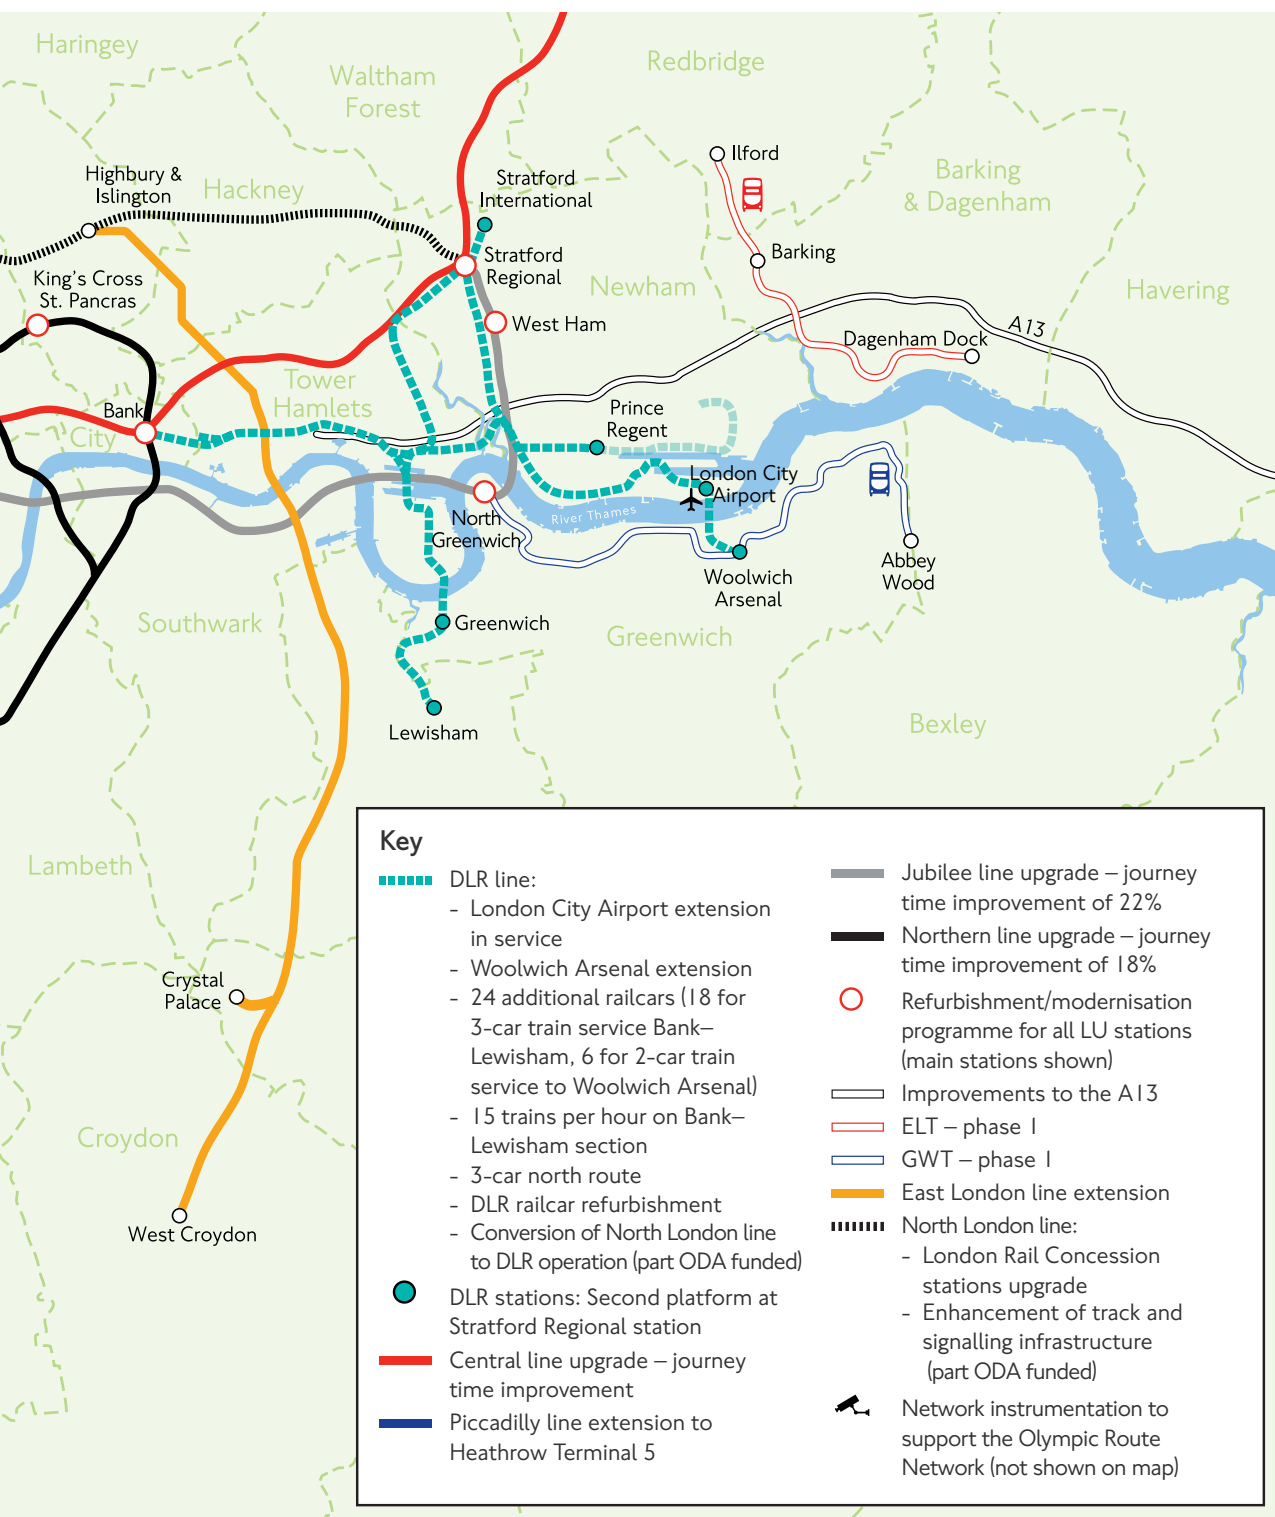 Haringey
Waltham
Forest
Redbridge
Ilford
Highbury &
Islington
Hackney
Stratford
International
Barking
& Dagenham
Stratford
Regional
Barking
King's Cross
St. Pancras
Newham
Havering
West Ham
A13
Dagenham Dock
Tower
Hamlets
Bank
City
Prince
Regent
London City
Airport
River Thames
North
Greenwich
Woolwich
Arsenal
Abbey
Wood
Southwark
Greenwich
Greenwich
Lewisham
Bexley
Lambeth
Crystal
Palace
Croydon
West Croydon
Key
DLR line:
- London City Airport extension
in service
- Woolwich Arsenal extension
- 24 additional railcars (18 for
3-car train service Bank–
Lewisham, 6 for 2-car train
service to Woolwich Arsenal)
- 15 trains per hour on Bank–
Lewisham section
- 3-car north route
- DLR railcar refurbishment
- Conversion of North London line
to DLR operation (part ODA funded)
DLR stations: Second platform at
Stratford Regional station
Central line upgrade – journey
time improvement
Piccadilly line extension to
Heathrow Terminal 5
Jubilee line upgrade – journey
time improvement of 22%
Northern line upgrade – journey
time improvement of 18%
Refurbishment/modernisation
programme for all LU stations
(main stations shown)
Improvements to the A13
ELT – phase 1
GWT – phase 1
East London line extension
North London line:
- London Rail Concession
stations upgrade
- Enhancement of track and
signalling infrastructure
(part ODA funded)
Network instrumentation to
support the Olympic Route
Network (not shown on map)